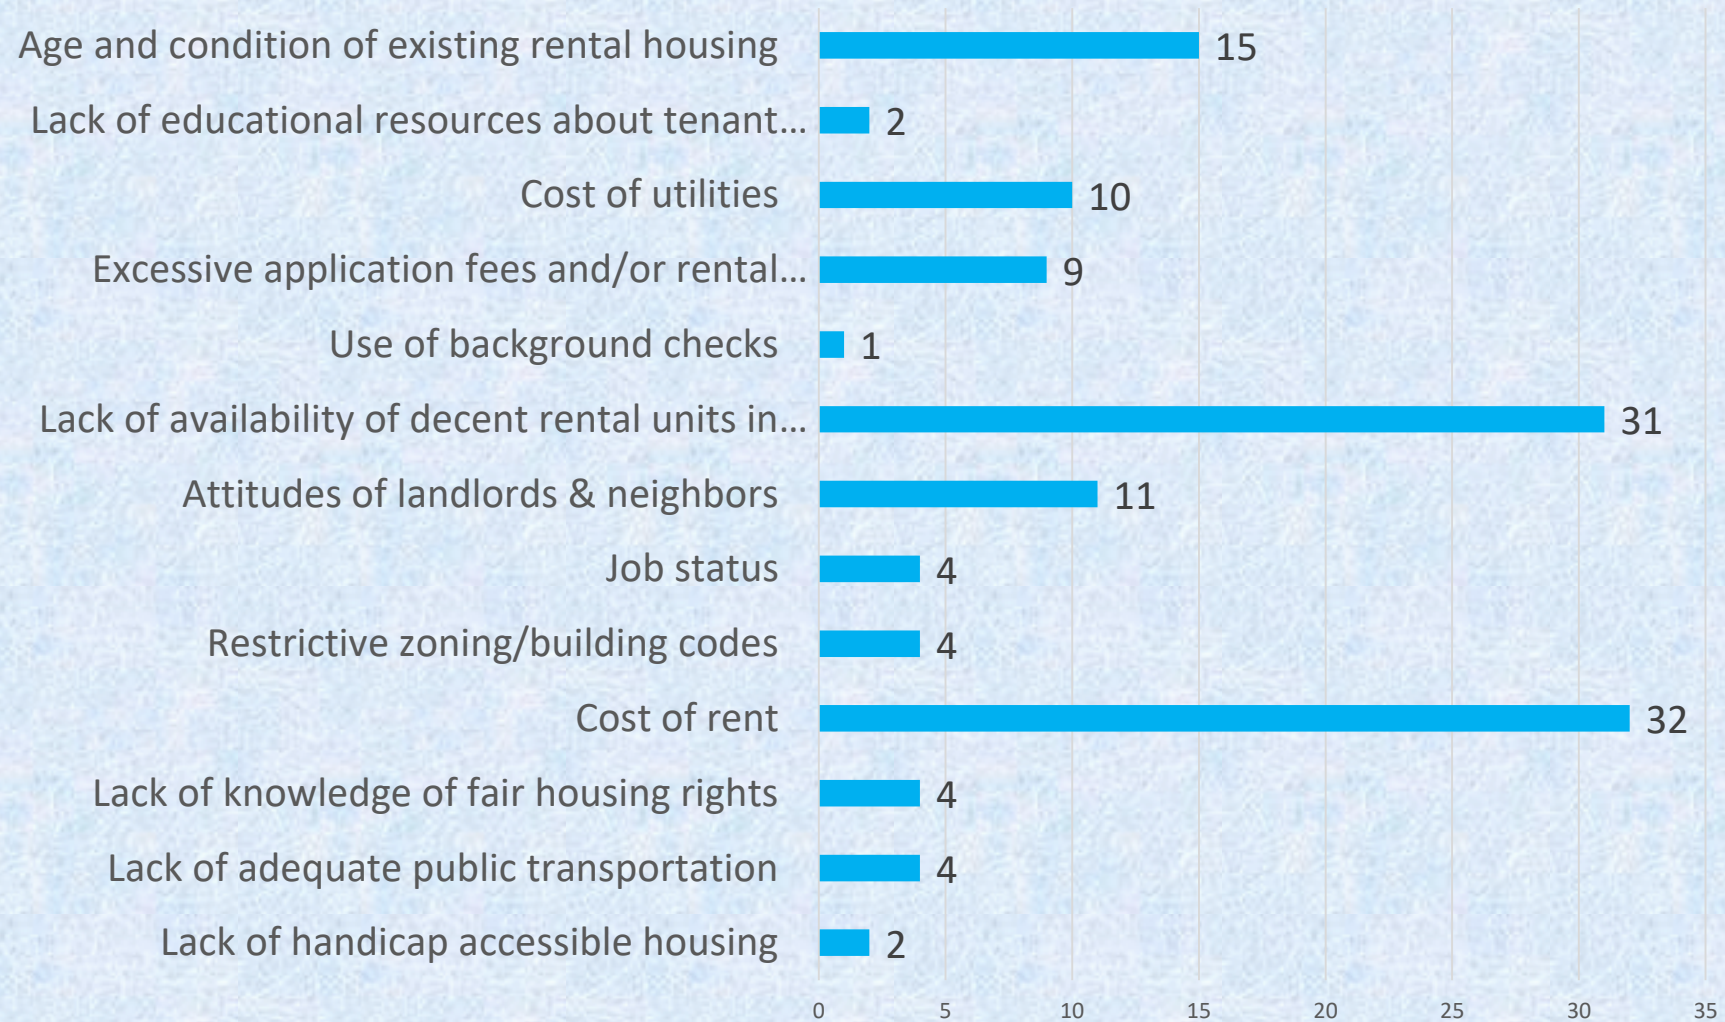 Age and condition of existing rental housing 15
Lack of educational resources about tenant... 2
Cost of utilities 10
Excessive application fees and/or rental... 9
Use of background checks 1
Lack of availability of decent rental units in... 31
Attitudes of landlords & neighbors 11
Job status 4
Restrictive zoning/building codes 4
Cost of rent 32
Lack of knowledge of fair housing rights 4
Lack of adequate public transportation 4
Lack of handicap accessible housing 2
0 5 10 15 20 25 30 35